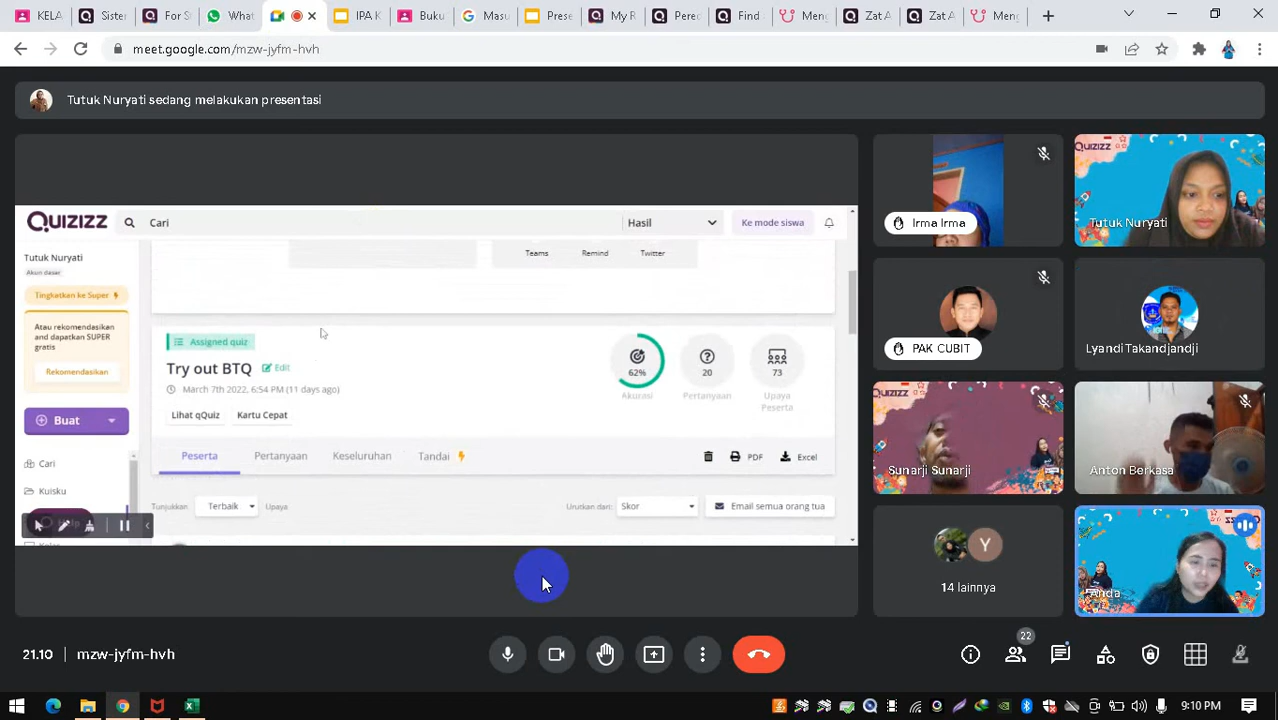 KELA
Sister
For S
What
IPA K
Buku
Masu
Prese
My R
Perec
Find
Meng
Zat A
Zat A
Meng
meet.google.com/mzw-jyfm-hvh
Tutuk Nuryati sedang melakukan presentasi
QUIZIZZ
Cari
Hasil
Ke mode siswa
Tutuk Nuryati
Akun dasar
Tingkatkan ke Super
Atau rekomendasikan
and dapatkan SUPER
gratis
Rekomendasikan
Buat
Cari
Kuisku
Teams
Remind
Twitter
Assigned quiz
Try out BTQ
Edit
March 7th 2022, 6:54 PM (11 days ago)
Lihat qQuiz
Kartu Cepat
62%
Akurasi
20
Pertanyaan
73
Upaya
Peserta
Peserta
Pertanyaan
Keseluruhan
Tandai
PDF
Excel
Tunjukkan
Terbaik
Upaya
Urutkan dari:
Skor
Email semua orang tua
Irma Irma
QUIZIZZ
Tutuk Nuryati
PAK CUBIT
Lyandi Takandjandji
QUIZIZZ
Sunarji Sunarji
Anton Berkasa
Y
14 lainnya
Anda
21.10
mzw-jyfm-hvh
22
9:10 PM